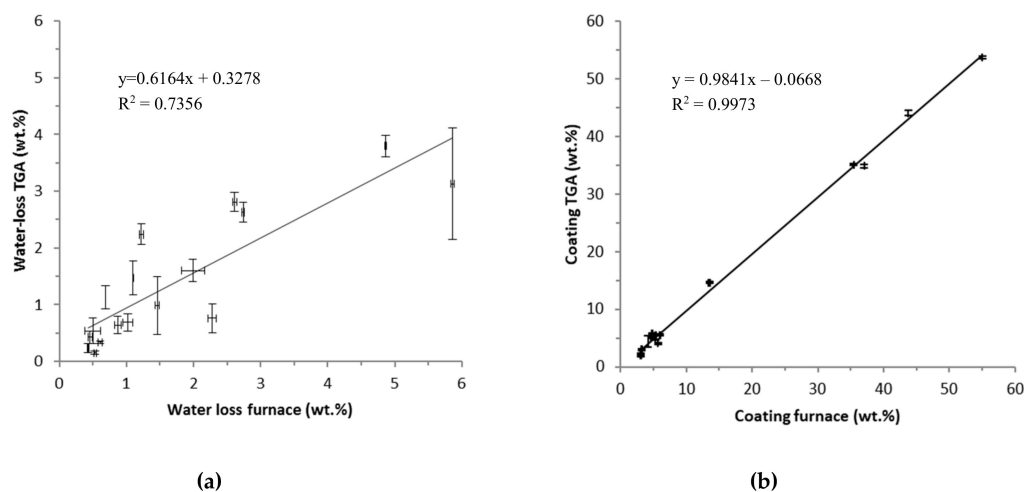 6
5
4
3
2
1
0
0 1 2 3 4 5 6
Water-loss TGA (wt.%)
Water loss furnace (wt.%)
y=0.6164x + 0.3278
R² = 0.7356
(a)
60
50
40
30
20
10
0
0 10 20 30 40 50 60
Coating TGA (wt.%)
Coating furnace (wt.%)
y = 0.9841x – 0.0668
R² = 0.9973
(b)